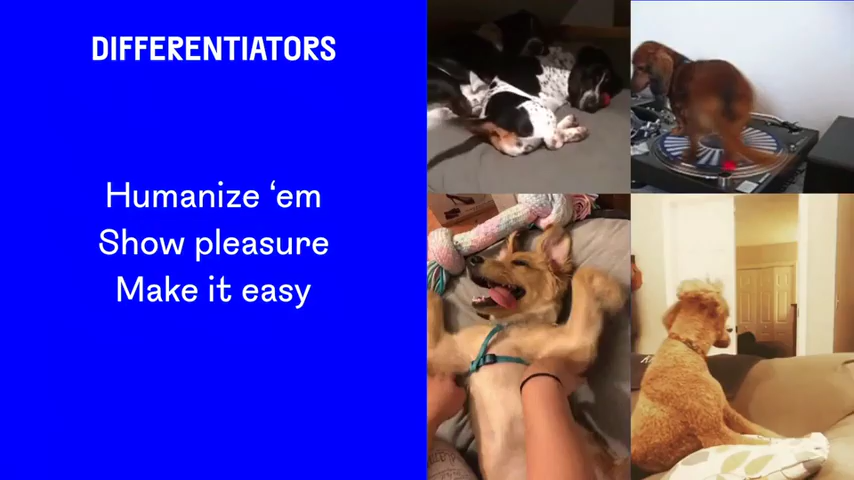 DIFFERENTIATORS
Humanize ‘em
Show pleasure
Make it easy